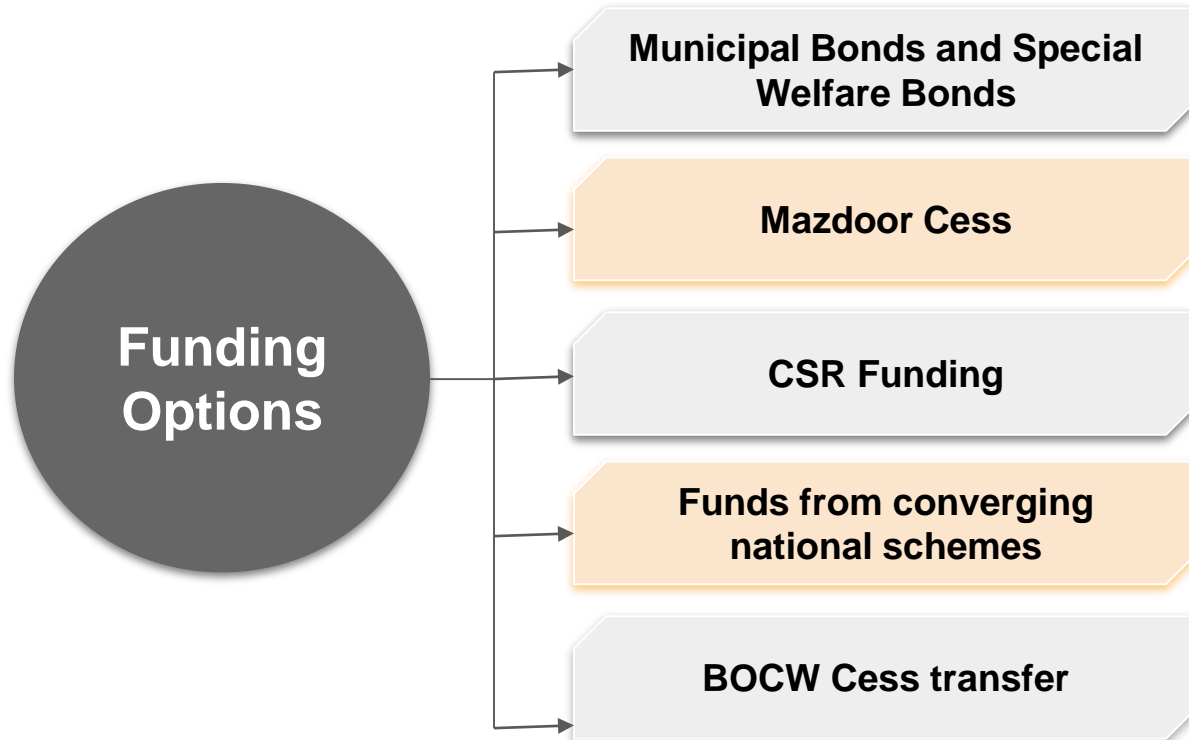 Funding
Options
Municipal Bonds and Special
Welfare Bonds
Mazdoor Cess
CSR Funding
Funds from converging
national schemes
BOCW Cess transfer